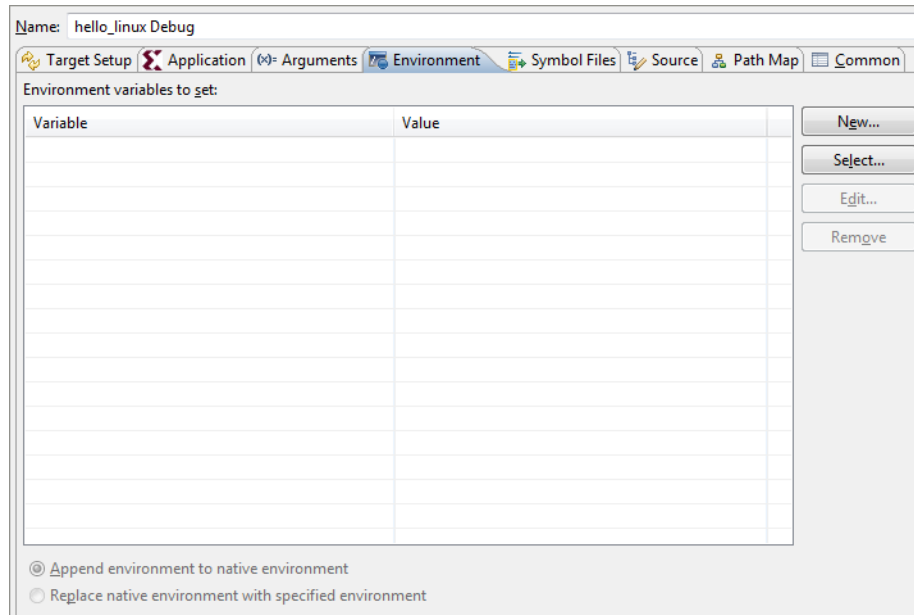 Name: hello_linux Debug
Target Setup Application (x)= Arguments Environment Symbol Files Source Path Map Common
Environment variables to set:
Variable Value
New...
Select...
Edit...
Remove
Append environment to native environment
Replace native environment with specified environment